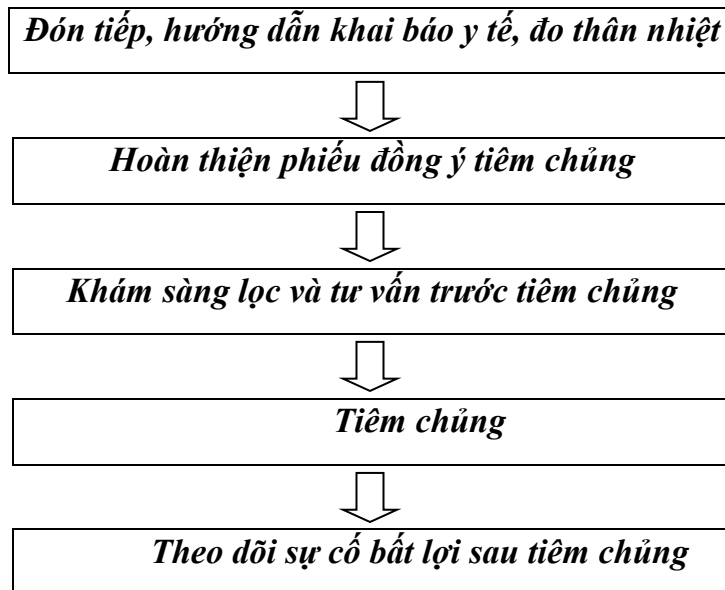 Đón tiếp, hướng dẫn khai báo y tế, đo thân nhiệt
Hoàn thiện phiếu đồng ý tiêm chủng
Khám sàng lọc và tư vấn trước tiêm chủng
Tiêm chủng
Theo dõi sự cố bất lợi sau tiêm chủng